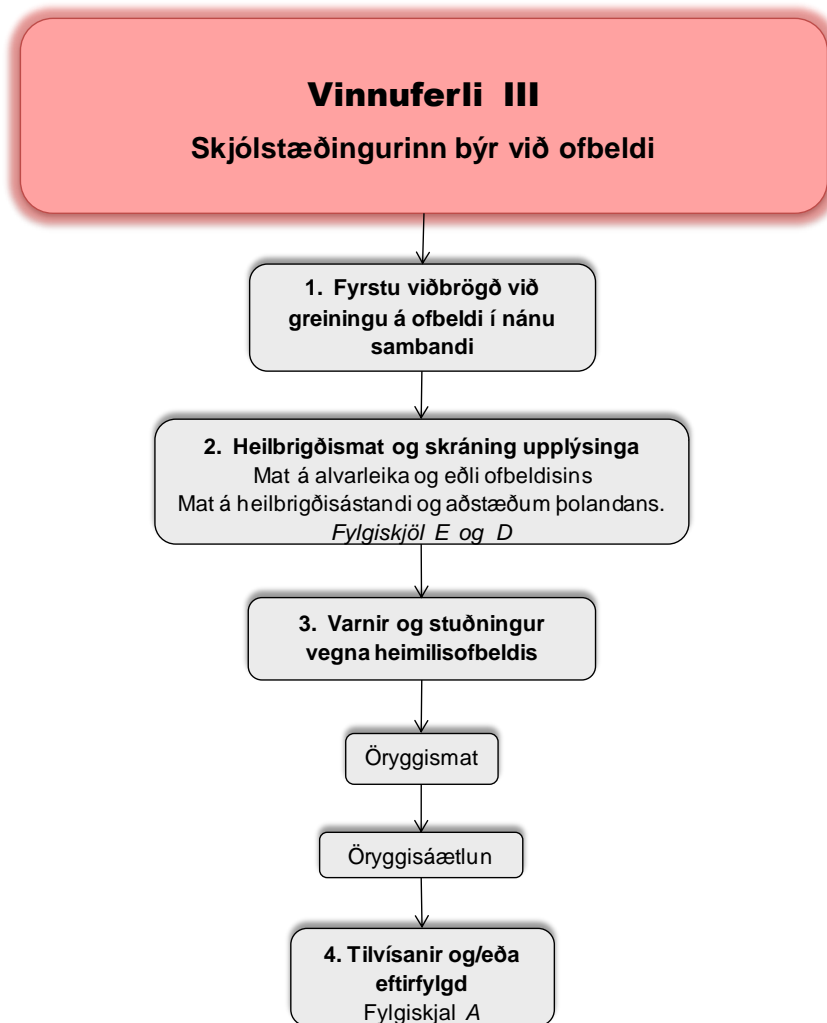 Vinnuferli III
Skjólstæðingurinn býr við ofbeldi
1. Fyrstu viðbrögð við
greiningu á ofbeldi í nánu
sambandi
2. Heilbrigðismat og skráning upplýsinga
Mat á alvarleika og eðli ofbeldisins
Mat á heilbrigðisástandi og aðstæðum þolandans.
Fylgiskjöl E og D
3. Varnir og stuðningur
vegna heimilisofbeldis
Öryggismat
Öryggisáætlun
4. Tilvísanir og/eða
eftirfylgd
Fylgiskjal A